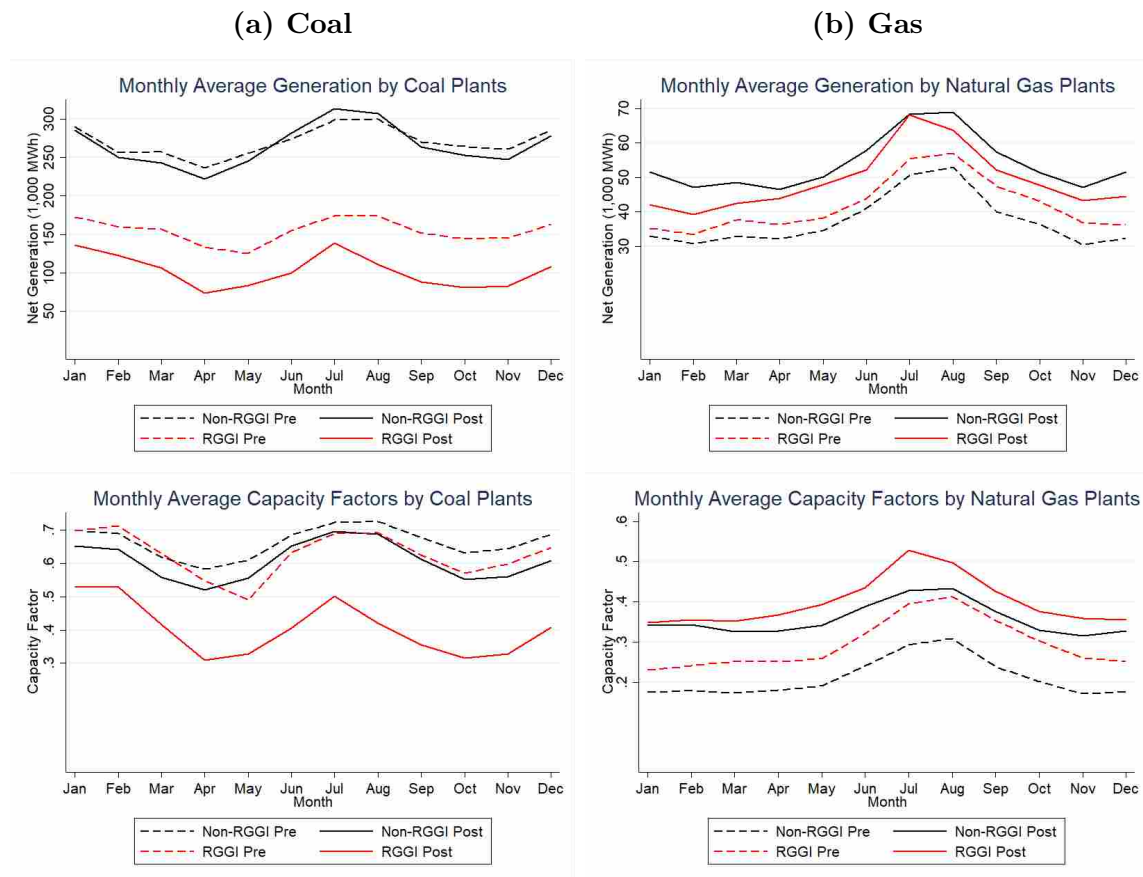 (a) Coal
(b) Gas
Monthly Average Generation by Coal Plants
Net Generation (1,000 MWh)
300
250
200
150
100
50
Jan Feb Mar Apr May Jun Jul Aug Sep Oct Nov Dec
Month
Non-RGGI Pre Non-RGGI Post
RGGI Pre RGGI Post
Monthly Average Generation by Natural Gas Plants
Net Generation (1,000 MWh)
70
60
50
40
30
Jan Feb Mar Apr May Jun Jul Aug Sep Oct Nov Dec
Month
Non-RGGI Pre Non-RGGI Post
RGGI Pre RGGI Post
Monthly Average Capacity Factors by Coal Plants
Capacity Factor
.7
.6
.5
.4
.3
Jan Feb Mar Apr May Jun Jul Aug Sep Oct Nov Dec
Month
Non-RGGI Pre Non-RGGI Post
RGGI Pre RGGI Post
Monthly Average Capacity Factors by Natural Gas Plants
Capacity Factor
.6
.5
.4
.3
.2
Jan Feb Mar Apr May Jun Jul Aug Sep Oct Nov Dec
Month
Non-RGGI Pre Non-RGGI Post
RGGI Pre RGGI Post